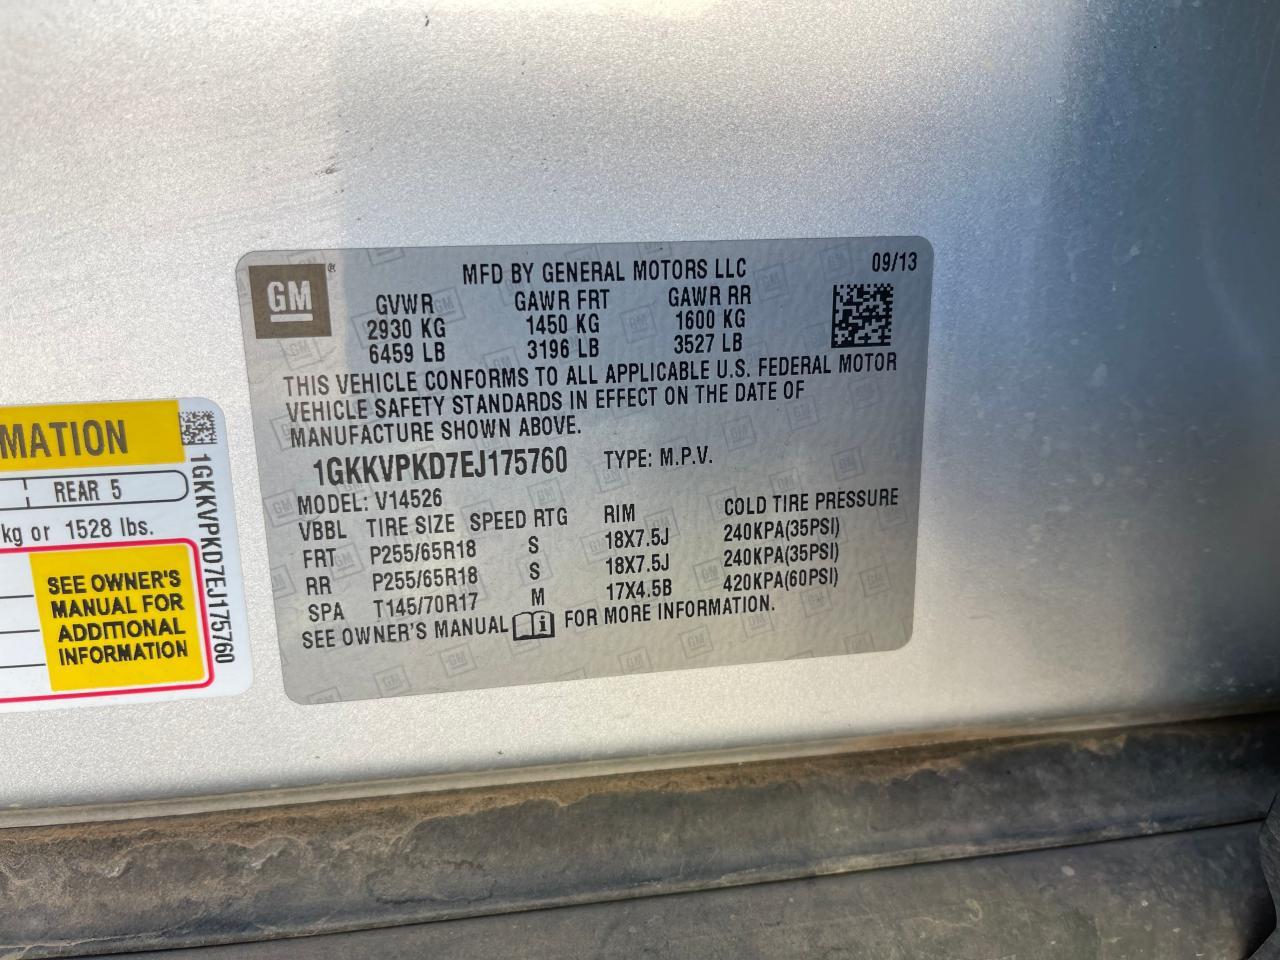 GM
®
MFD BY GENERAL MOTORS LLC 09/13
GVWR GAWR FRT GAWR RR
2930 KG 1450 KG 1600 KG
6459 LB 3196 LB 3527 LB
THIS VEHICLE CONFORMS TO ALL APPLICABLE U.S. FEDERAL MOTOR
VEHICLE SAFETY STANDARDS IN EFFECT ON THE DATE OF
MANUFACTURE SHOWN ABOVE.
1GKKVPKD7EJ175760 TYPE: M.P.V.
MODEL: V14526
VBBL TIRE SIZE SPEED RTG RIM COLD TIRE PRESSURE
FRT P255/65R18 S 18X7.5J 240KPA(35PSI)
RR P255/65R18 S 18X7.5J 240KPA(35PSI)
SPA T145/70R17 M 17X4.5B 420KPA(60PSI)
SEE OWNER'S MANUAL i FOR MORE INFORMATION.
MATION
REAR 5
kg or 1528 lbs.
SEE OWNER'S
MANUAL FOR
ADDITIONAL
INFORMATION
1GKKVPKD7EJ175760